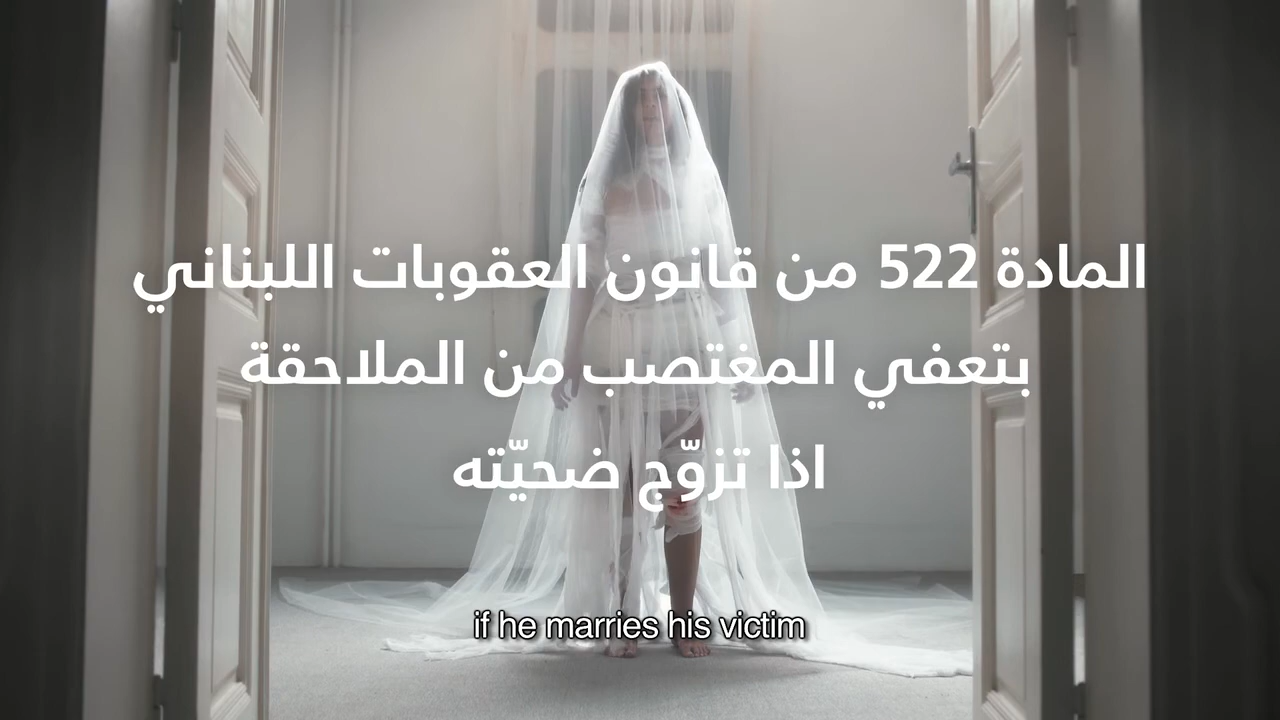 المادة 522 من قانون العقوبات اللبناني
بتعفي المغتصب من الملاحقة
اذا تزوّج ضحيّته
if he marries his victim